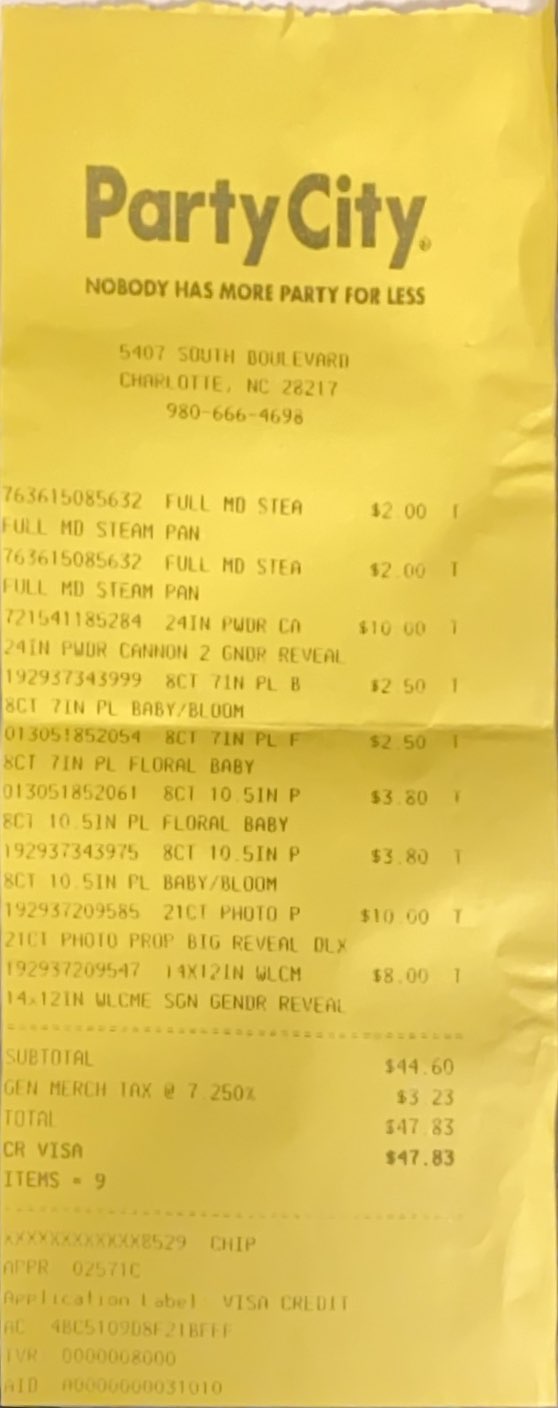 PartyCity®
NOBODY HAS MORE PARTY FOR LESS
5407 SOUTH BOULEVARD
CHARLOTTE, NC 28217
980-666-4698
763615085632 FULL MD STEA $2.00 T
FULL MD STEAM PAN
763615085632 FULL MD STEA $2.00 T
FULL MD STEAM PAN
721541185284 24IN PWDR CA $10.00 T
24IN PWDR CANNON 2 GNDR REVEAL
192937343999 8CT 7IN PL B $2.50 T
8CT 7IN PL BABY/BLOOM
013051852054 8CT 7IN PL F $2.50 T
8CT 7IN PL FLORAL BABY
013051852061 8CT 10.5IN P $3.80 T
8CT 10.5IN PL FLORAL BABY
192937343975 8CT 10.5IN P $3.80 T
8CT 10.5IN PL BABY/BLOOM
192937209585 21CT PHOTO P $10.00 T
21CT PHOTO PROP BIG REVEAL DLX
192937209547 14X12IN WLCM $8.00 T
14x12IN WLCME SGN GENDR REVEAL
SUBTOTAL $44.60
GEN MERCH TAX @ 7.250% $3.23
TOTAL $47.83
CR VISA $47.83
ITEMS = 9
XXXXXXXXXXXX8529 CHIP
APPR 02571C
Application Label: VISA CREDIT
AC 4BC5109D8F21BFFF
TVR 0000008000
AID A0000000031010